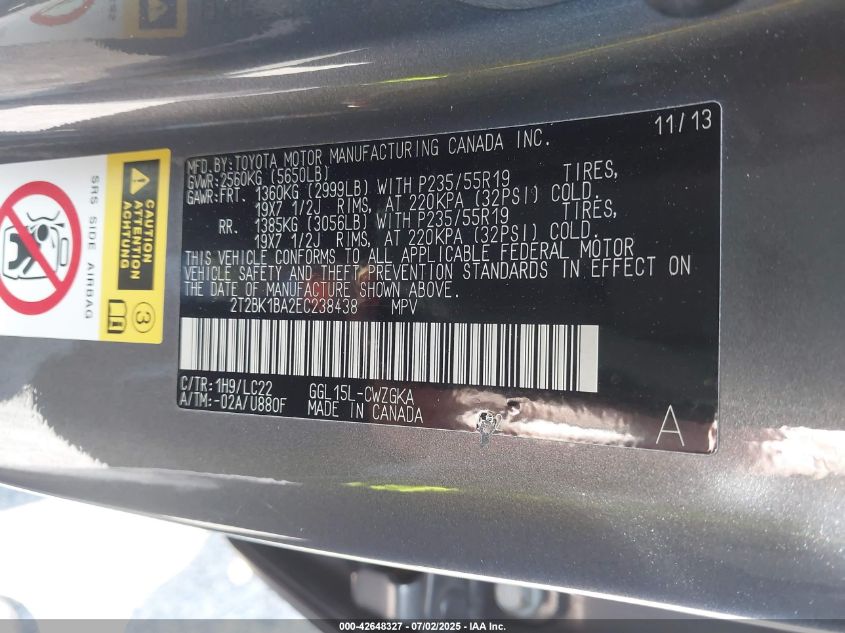 11/13
MFD.BY:TOYOTA MOTOR MANUFACTURING CANADA INC.
GVWR:2560KG (5650LB)
GAWR:FRT. 1360KG (2999LB) WITH P235/55R19 TIRES,
19X7 1/2J RIMS, AT 220KPA (32PSI) COLD.
RR. 1385KG (3056LB) WITH P235/55R19 TIRES,
19X7 1/2J RIMS, AT 220KPA (32PSI) COLD.
THIS VEHICLE CONFORMS TO ALL APPLICABLE FEDERAL MOTOR
VEHICLE SAFETY AND THEFT PREVENTION STANDARDS IN EFFECT ON
THE DATE OF MANUFACTURE SHOWN ABOVE.
2T2BK1BA2EC238438 MPV
C/TR:1H9/LC22 GGL15L-CWZGKA
A/TM:-02A/U880F MADE IN CANADA
A
SRS SIDE AIRBAG
CAUTION
ATTENTION
ACHTUNG
3
000-42648327 - 07/02/2025 - IAA Inc.